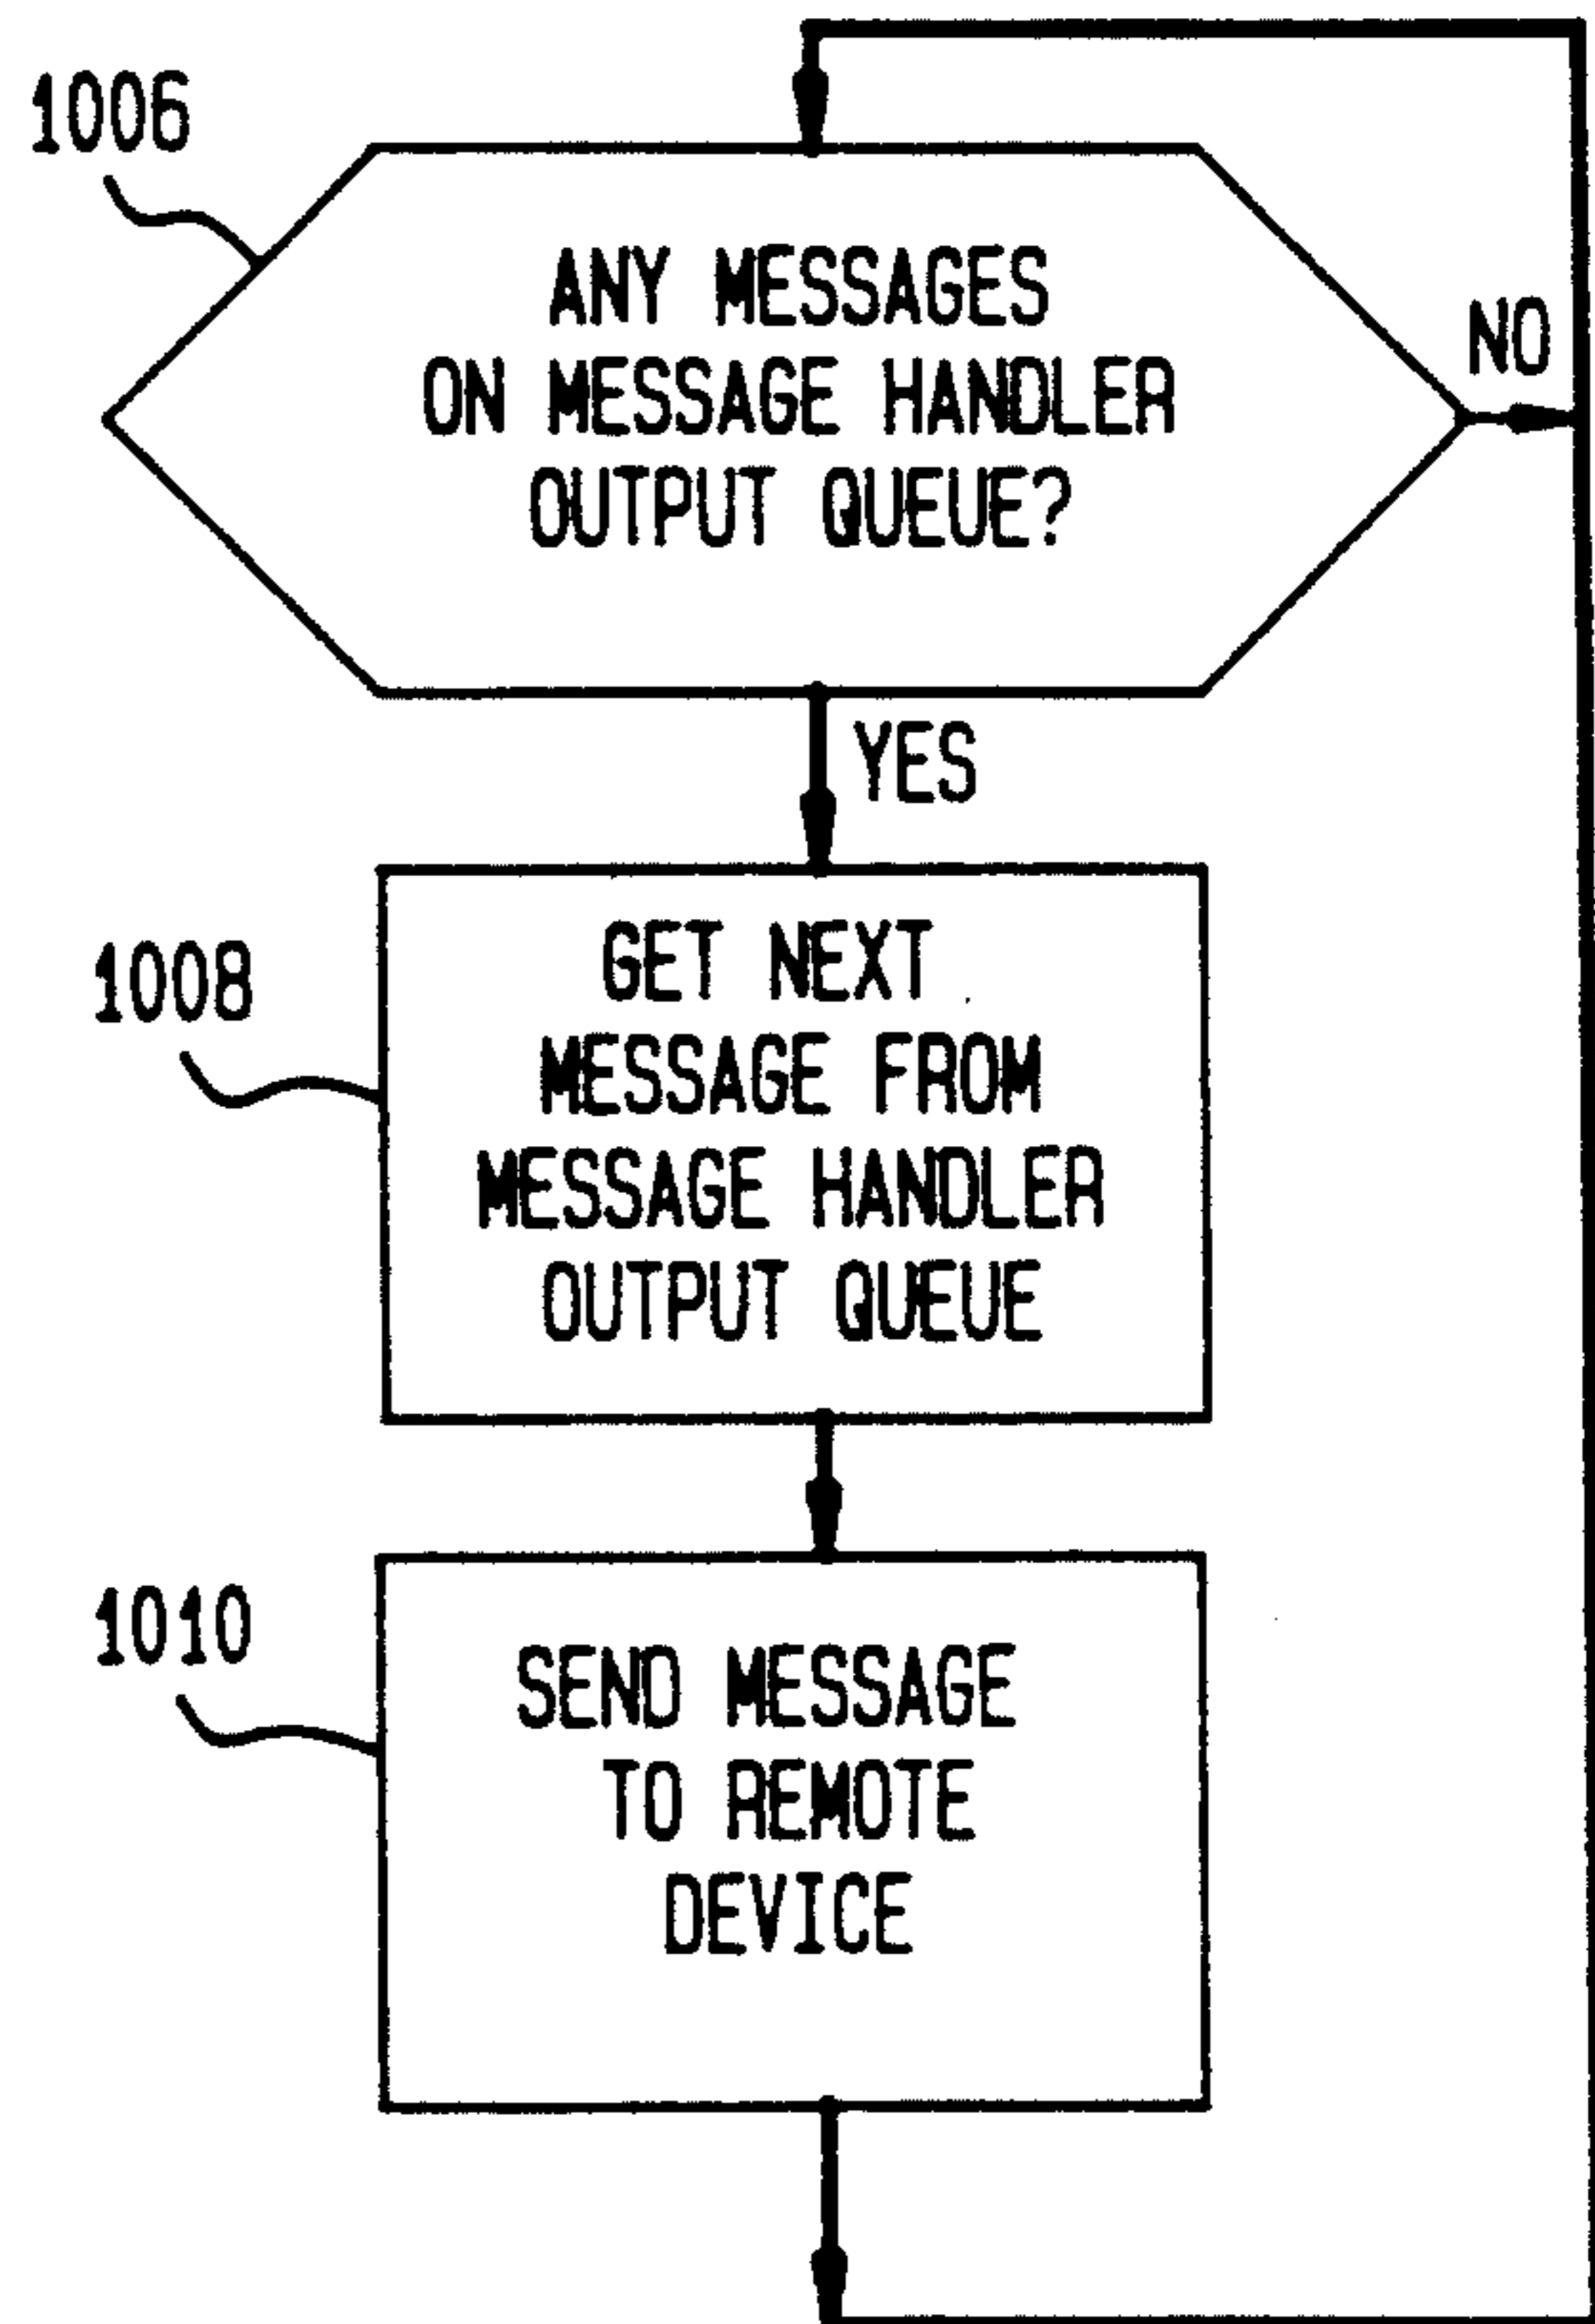 1006
ANY MESSAGES
ON MESSAGE HANDLER
OUTPUT QUEUE?
NO
YES
1008
GET NEXT
MESSAGE FROM
MESSAGE HANDLER
OUTPUT QUEUE
1010
SEND MESSAGE
TO REMOTE
DEVICE